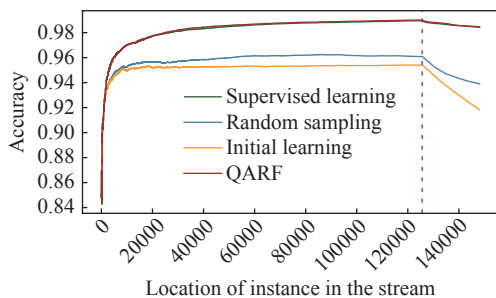 0.98
0.96
0.94
0.92
0.90
0.88
0.86
0.84
Accuracy
Supervised learning
Random sampling
Initial learning
QARF
0
20000
40000
60000
80000
100000
120000
140000
Location of instance in the stream